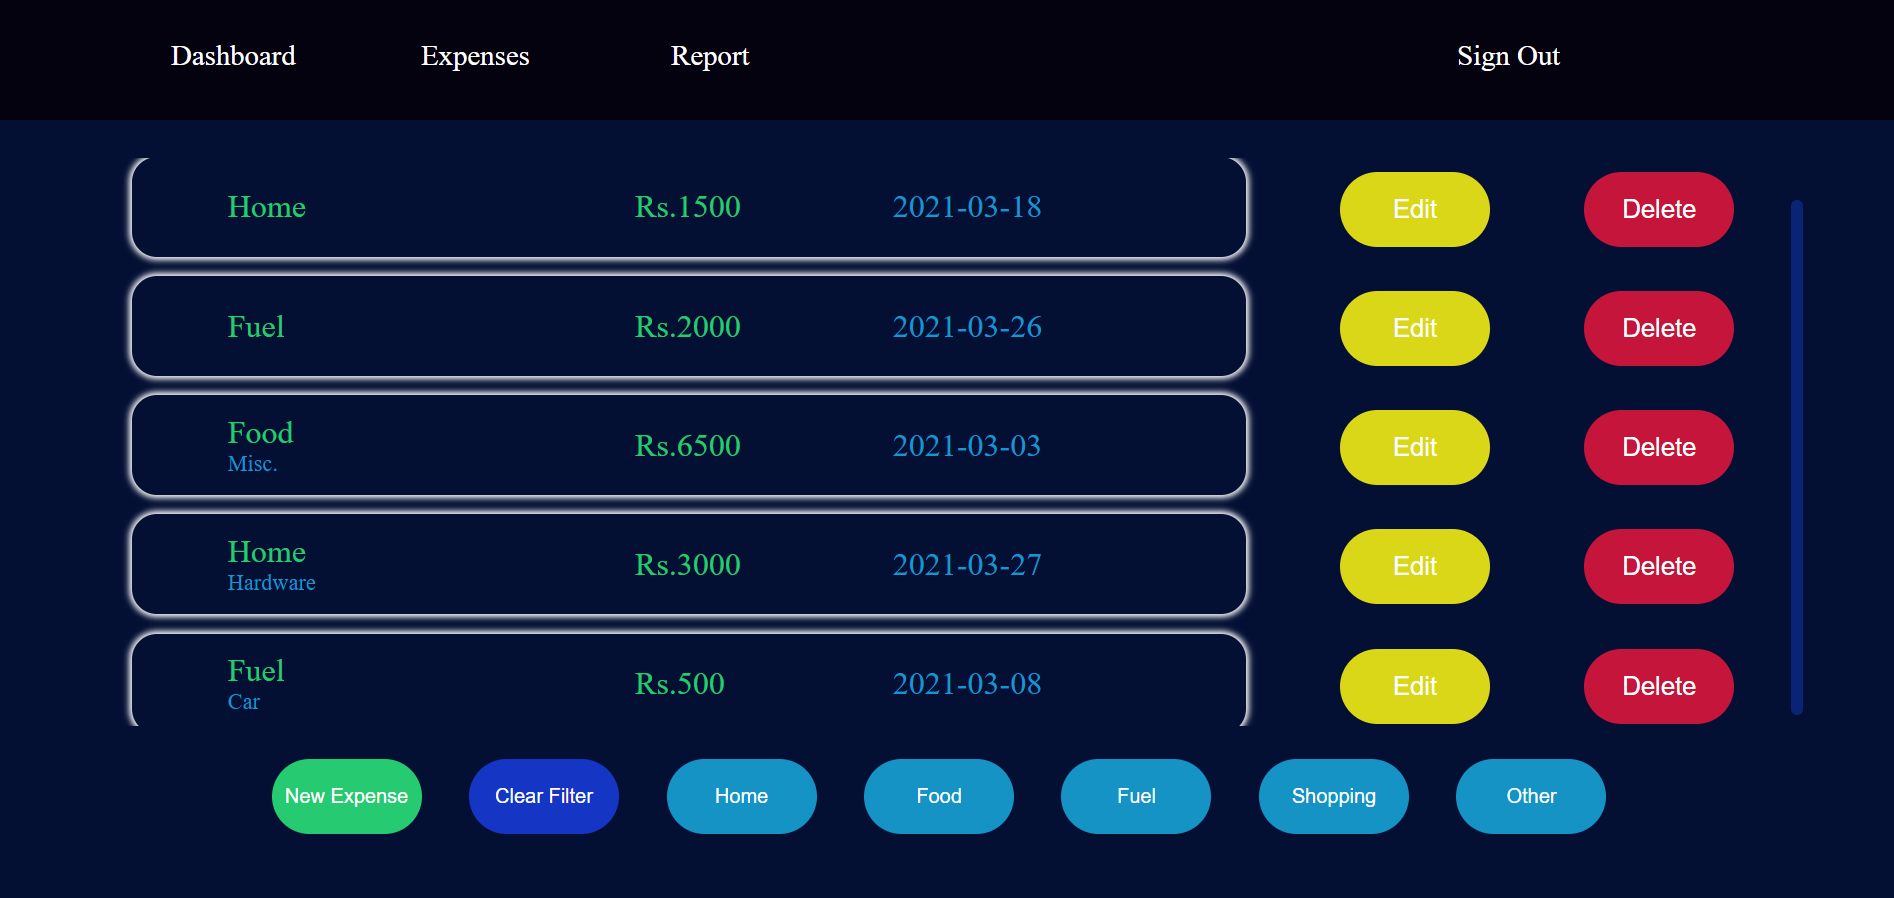 Dashboard Expenses Report Sign Out
Home Rs.1500 2021-03-18 Edit Delete
Fuel Rs.2000 2021-03-26 Edit Delete
Food
Misc. Rs.6500 2021-03-03 Edit Delete
Home
Hardware Rs.3000 2021-03-27 Edit Delete
Fuel
Car Rs.500 2021-03-08 Edit Delete
New Expense Clear Filter Home Food Fuel Shopping Other